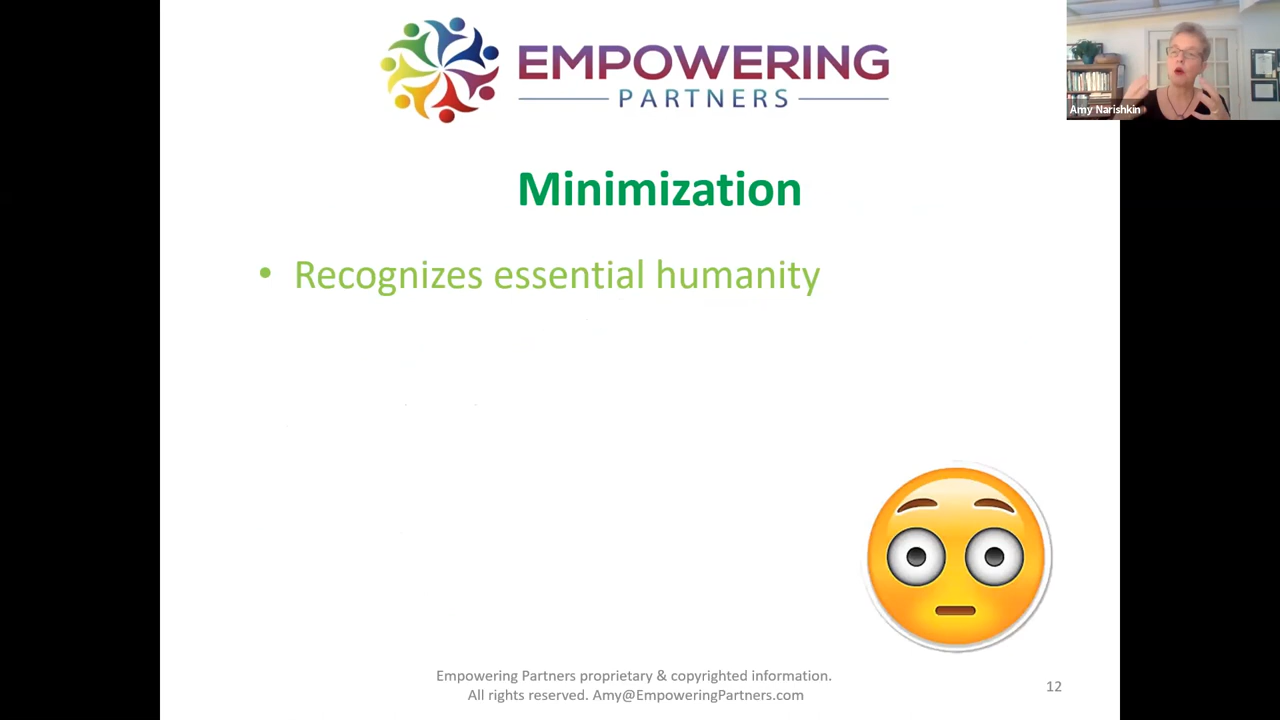 EMPOWERING
PARTNERS
Amy Narishkin
Minimization
• Recognizes essential humanity
Empowering Partners proprietary & copyrighted information.
All rights reserved. Amy@EmpoweringPartners.com
12